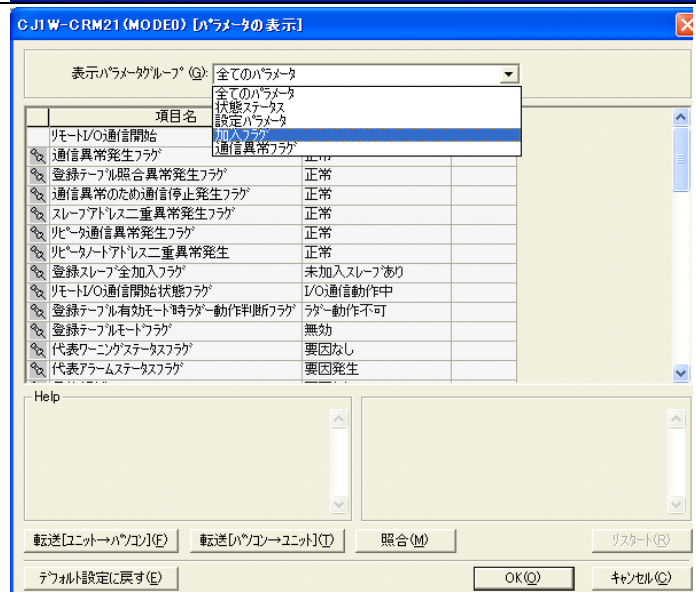 CJ1W-CRM21(MODE0) [ﾊﾟﾗﾒｰﾀの表示]
表示ﾊﾟﾗﾒｰﾀｸﾞﾙｰﾌﾟ(G): 全てのﾊﾟﾗﾒｰﾀ
全てのﾊﾟﾗﾒｰﾀ
状態ｽﾃｰﾀｽ
設定ﾊﾟﾗﾒｰﾀ
加入ﾌﾗｸﾞ
通信異常ﾌﾗｸﾞ
項目名
ﾘﾓｰﾄI/O通信開始
通信異常発生ﾌﾗｸﾞ 正常
登録ﾃｰﾌﾞﾙ照合異常発生ﾌﾗｸﾞ 正常
通信異常のため通信停止発生ﾌﾗｸﾞ 正常
ｽﾚｰﾌﾞｱﾄﾞﾚｽ二重異常発生ﾌﾗｸﾞ 正常
ﾘﾋﾟｰﾀ通信異常発生ﾌﾗｸﾞ 正常
ﾘﾋﾟｰﾀﾉｰﾄﾞｱﾄﾞﾚｽ二重異常発生 正常
登録ｽﾚｰﾌﾞ全加入ﾌﾗｸﾞ 未加入ｽﾚｰﾌﾞあり
ﾘﾓｰﾄI/O通信開始状態ﾌﾗｸﾞ I/O通信動作中
登録ﾃｰﾌﾞﾙ有効ﾓｰﾄﾞ時ﾗﾀﾞｰ動作判断ﾌﾗｸﾞ ﾗﾀﾞｰ動作不可
登録ﾃｰﾌﾞﾙﾓｰﾄﾞﾌﾗｸﾞ 無効
代表ﾜｰﾆﾝｸﾞｽﾃｰﾀｽﾌﾗｸﾞ 要因なし
代表ｱﾗｰﾑｽﾃｰﾀｽﾌﾗｸﾞ 要因発生
Help
転送[ﾕﾆｯﾄ→ﾊﾟｿｺﾝ](F) 転送[ﾊﾟｿｺﾝ→ﾕﾆｯﾄ](T) 照合(M) ﾘｽﾀｰﾄ(R)
ﾃﾞﾌｫﾙﾄ設定に戻す(E) OK(O) ｷｬﾝｾﾙ(C)